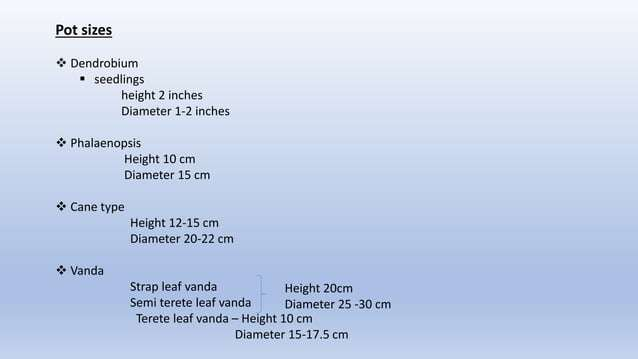 Pot sizes
❖ Dendrobium
▪ seedlings
height 2 inches
Diameter 1-2 inches
❖ Phalaenopsis
Height 10 cm
Diameter 15 cm
❖ Cane type
Height 12-15 cm
Diameter 20-22 cm
❖ Vanda
Strap leaf vanda
Semi terete leaf vanda
Height 20cm
Diameter 25 -30 cm
Terete leaf vanda – Height 10 cm
Diameter 15-17.5 cm